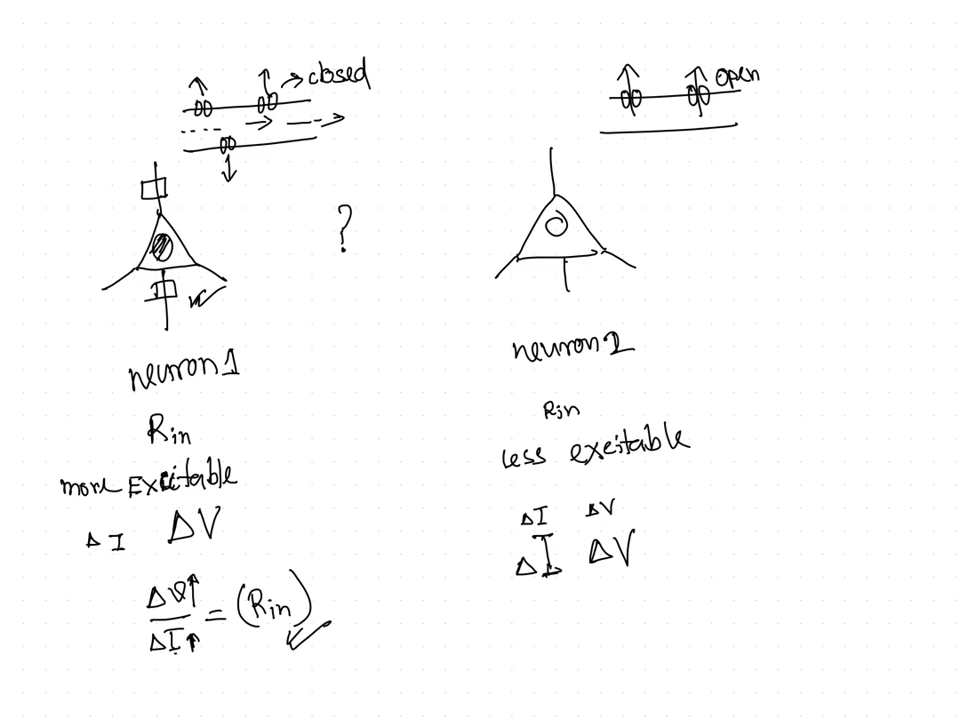 closed
open
?
neuron 1
neuron 2
Rin
Rin
more Excitable
less excitable
Δ I ΔV
ΔI ΔV
ΔI ΔV
ΔV↑
ΔI↑
= (Rin)